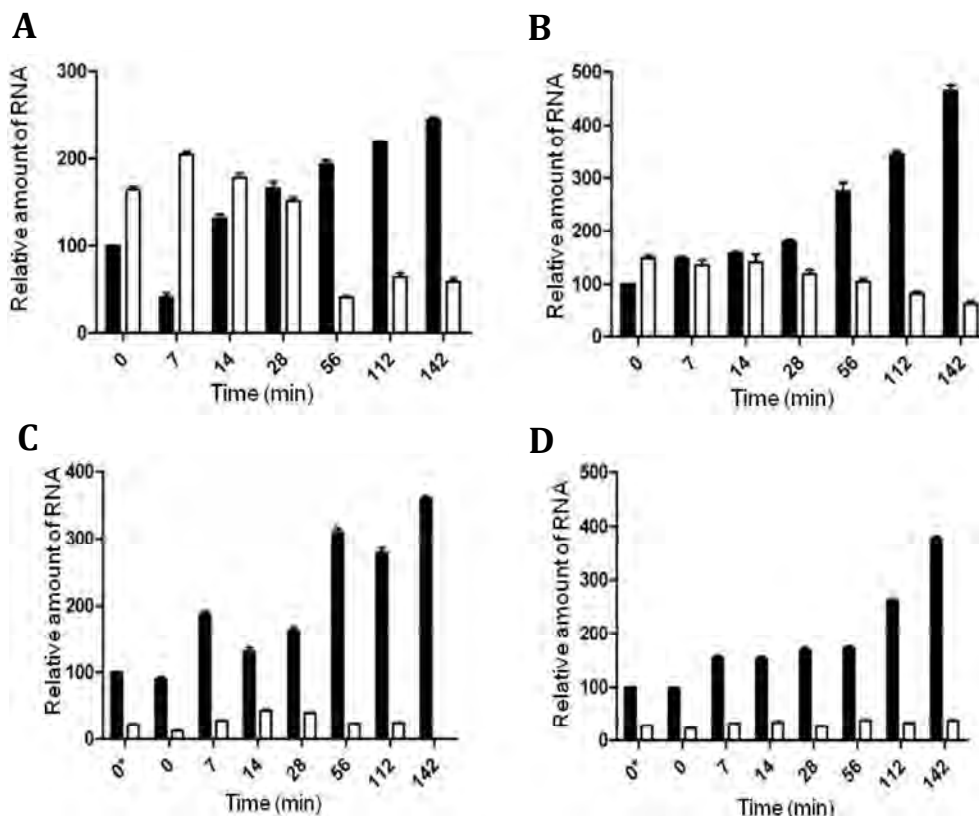 A
Relative amount of RNA
300
200
100
0
0 7 14 28 56 112 142
Time (min)
B
Relative amount of RNA
500
400
300
200
100
0
0 7 14 28 56 112 142
Time (min)
C
Relative amount of RNA
400
300
200
100
0
0* 0 7 14 28 56 112 142
Time (min)
D
Relative amount of RNA
500
400
300
200
100
0
0* 0 7 14 28 56 112 142
Time (min)